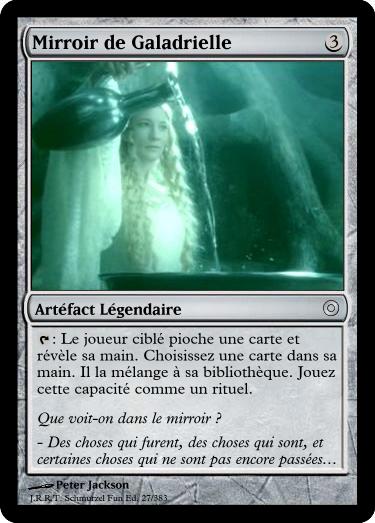 Mirroir de Galadrielle 3
Artéfact Légendaire
: Le joueur ciblé pioche une carte et
révèle sa main. Choisissez une carte dans sa
main. Il la mélange à sa bibliothèque. Jouez
cette capacité comme un rituel.
Que voit-on dans le mirroir ?
- Des choses qui furent, des choses qui sont, et
certaines choses qui ne sont pas encore passées...
Peter Jackson
J.R.R.T. Schmurzel Fun Ed. 27/383